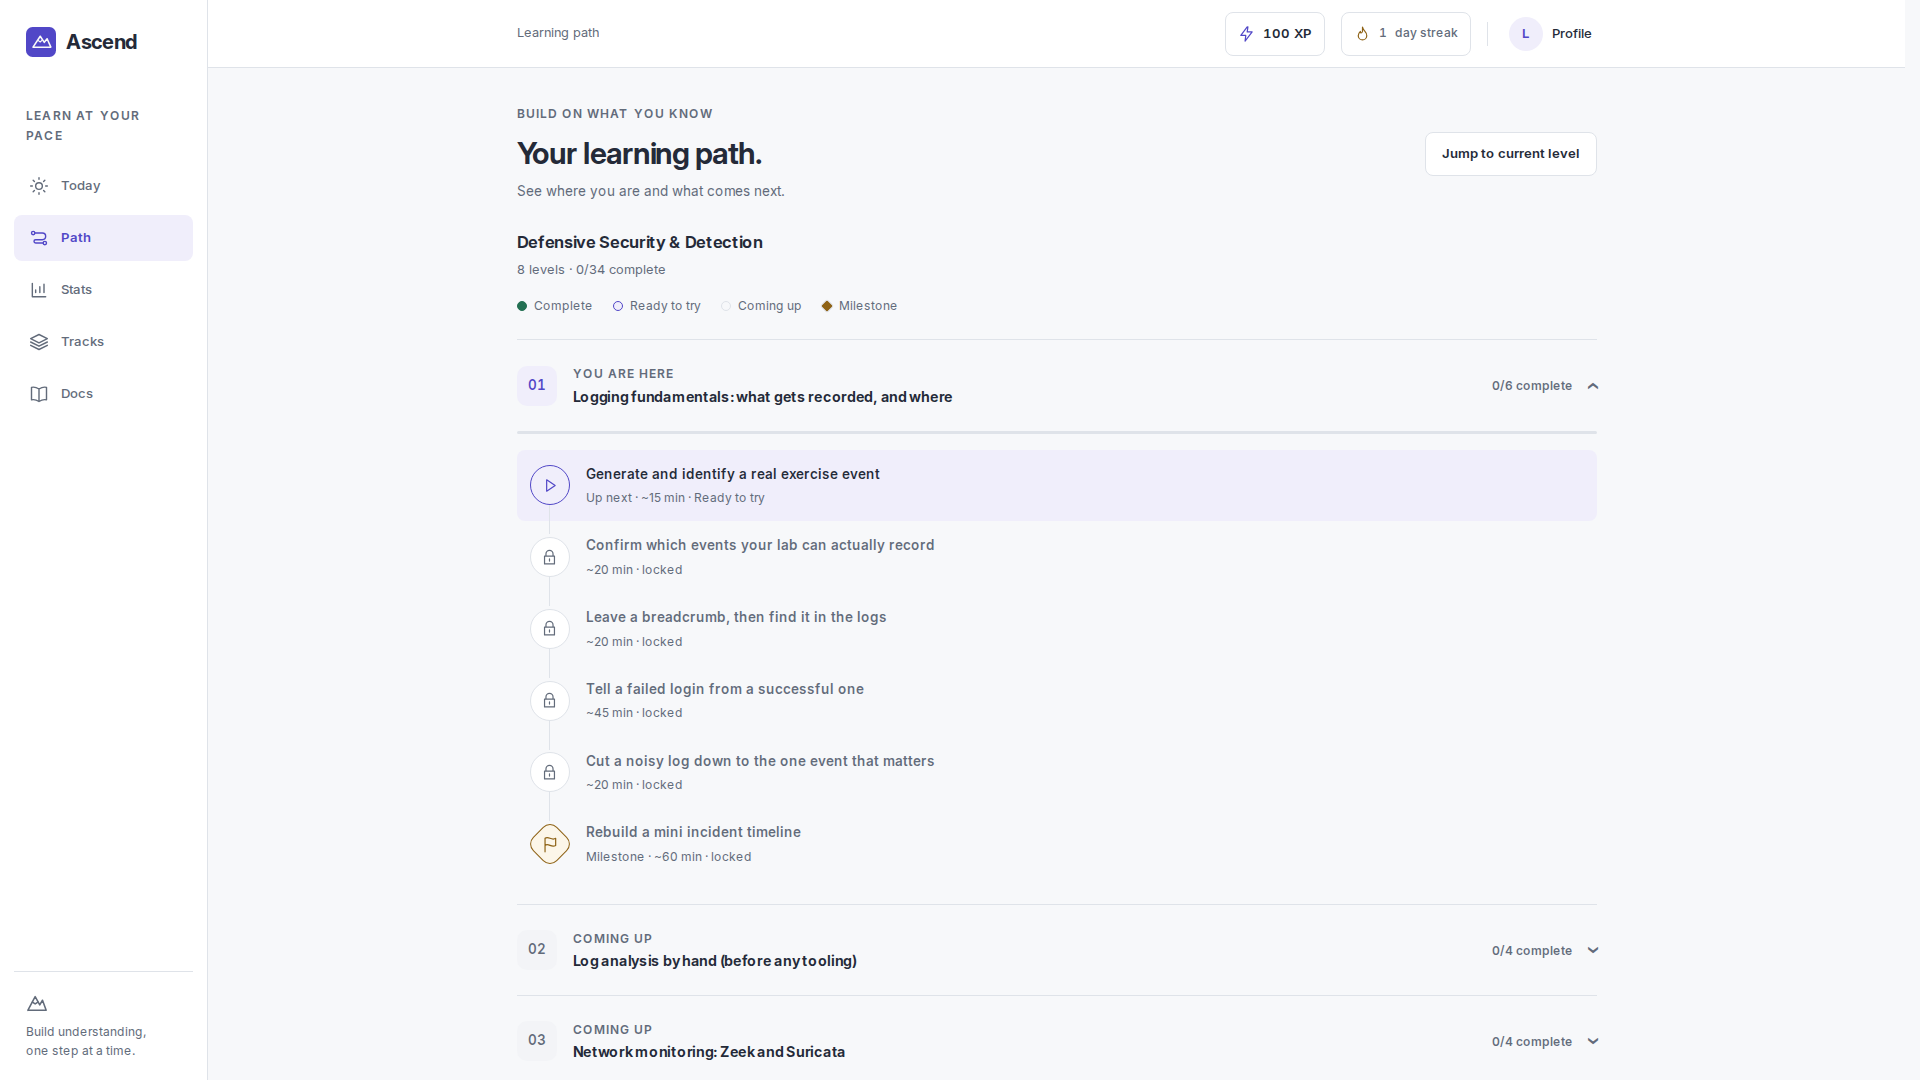 Ascend
LEARN AT YOUR
PACE
Today
Path
Stats
Tracks
Docs
Build understanding,
one step at a time.
Learning path
100 XP
1 day streak
L
Profile
BUILD ON WHAT YOU KNOW
Your learning path.
See where you are and what comes next.
Jump to current level
Defensive Security & Detection
8 levels · 0/34 complete
Complete
Ready to try
Coming up
Milestone
01
YOU ARE HERE
Logging fundamentals: what gets recorded, and where
0/6 complete
Generate and identify a real exercise event
Up next · ~15 min · Ready to try
Confirm which events your lab can actually record
~20 min · locked
Leave a breadcrumb, then find it in the logs
~20 min · locked
Tell a failed login from a successful one
~45 min · locked
Cut a noisy log down to the one event that matters
~20 min · locked
Rebuild a mini incident timeline
Milestone · ~60 min · locked
02
COMING UP
Log analysis by hand (before any tooling)
0/4 complete
03
COMING UP
Network monitoring: Zeek and Suricata
0/4 complete